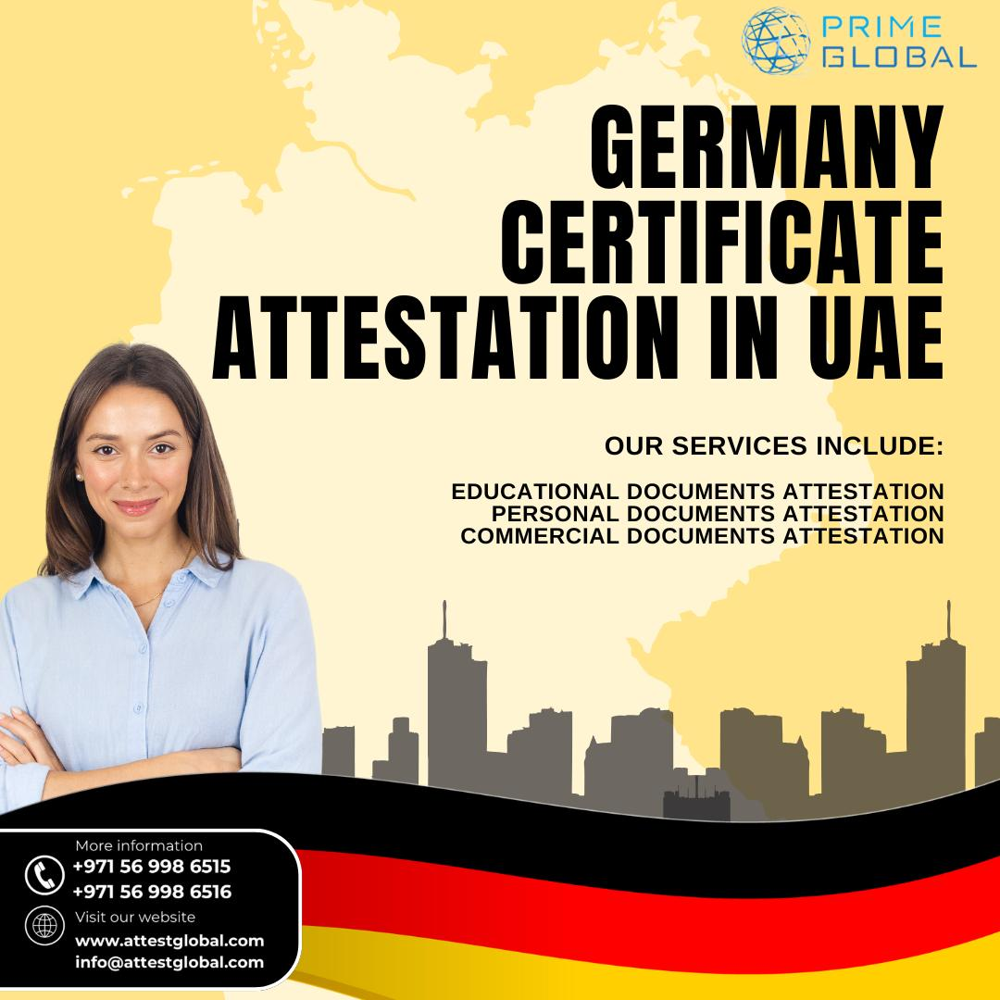 PRIME
GLOBAL
GERMANY
CERTIFICATE
ATTESTATION IN UAE
OUR SERVICES INCLUDE:
EDUCATIONAL DOCUMENTS ATTESTATION
PERSONAL DOCUMENTS ATTESTATION
COMMERCIAL DOCUMENTS ATTESTATION
More information
+971 56 998 6515
+971 56 998 6516
Visit our website
www.attestglobal.com
info@attestglobal.com